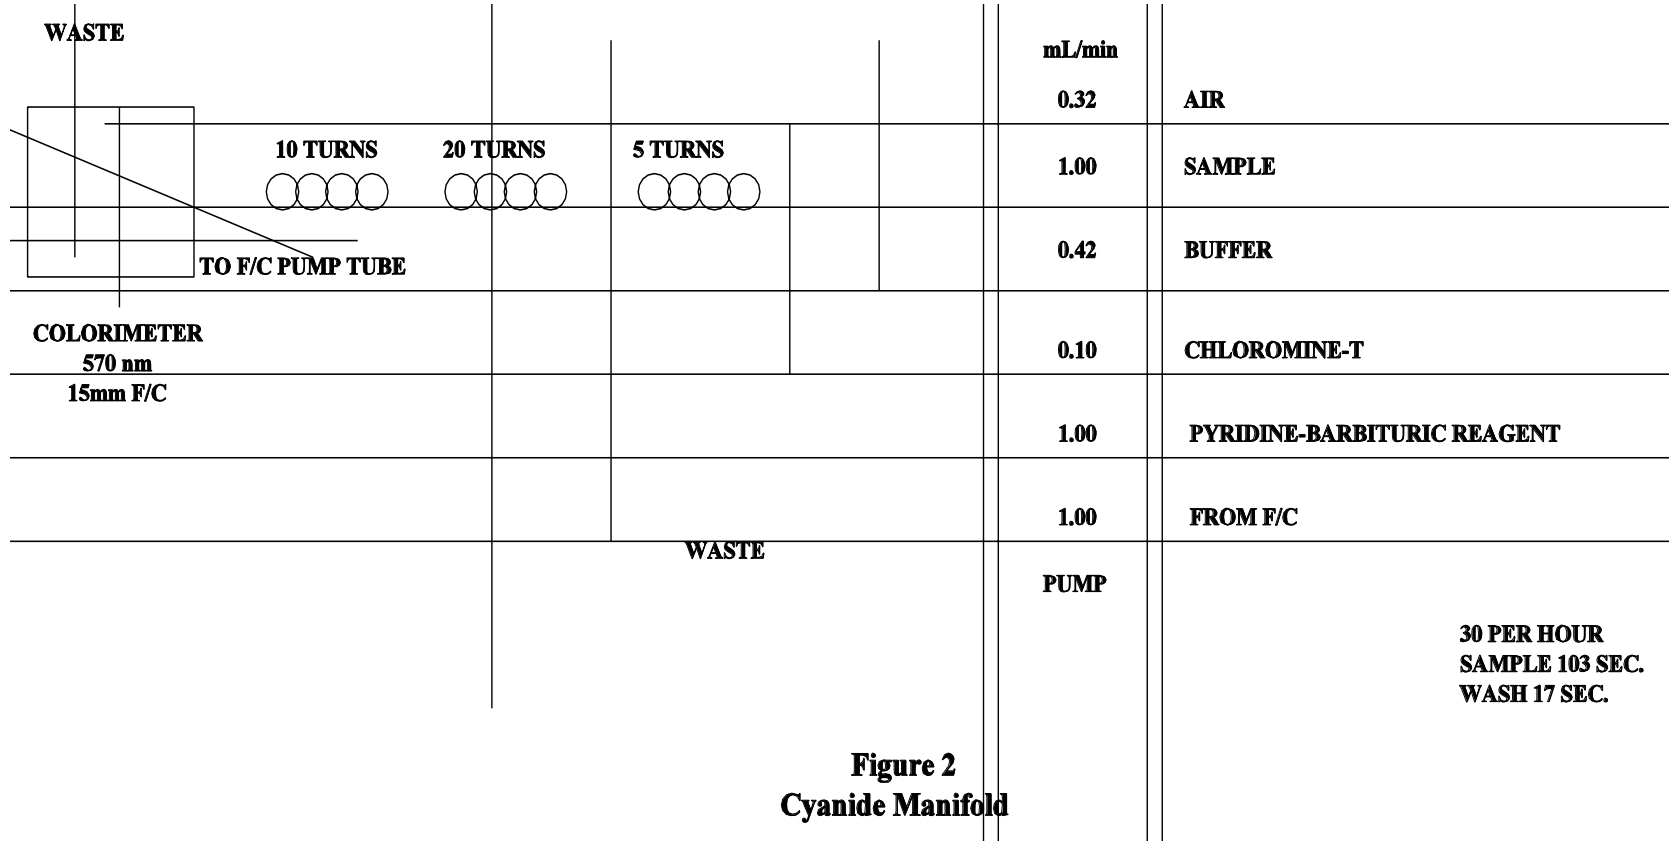 WASTE
mL/min
0.32 AIR
10 TURNS 20 TURNS 5 TURNS
1.00 SAMPLE
0.42 BUFFER
TO F/C PUMP TUBE
COLORIMETER
570 nm
15mm F/C
0.10 CHLOROMINE-T
1.00 PYRIDINE-BARBITURIC REAGENT
1.00 FROM F/C
WASTE
PUMP
30 PER HOUR
SAMPLE 103 SEC.
WASH 17 SEC.
Figure 2
Cyanide Manifold